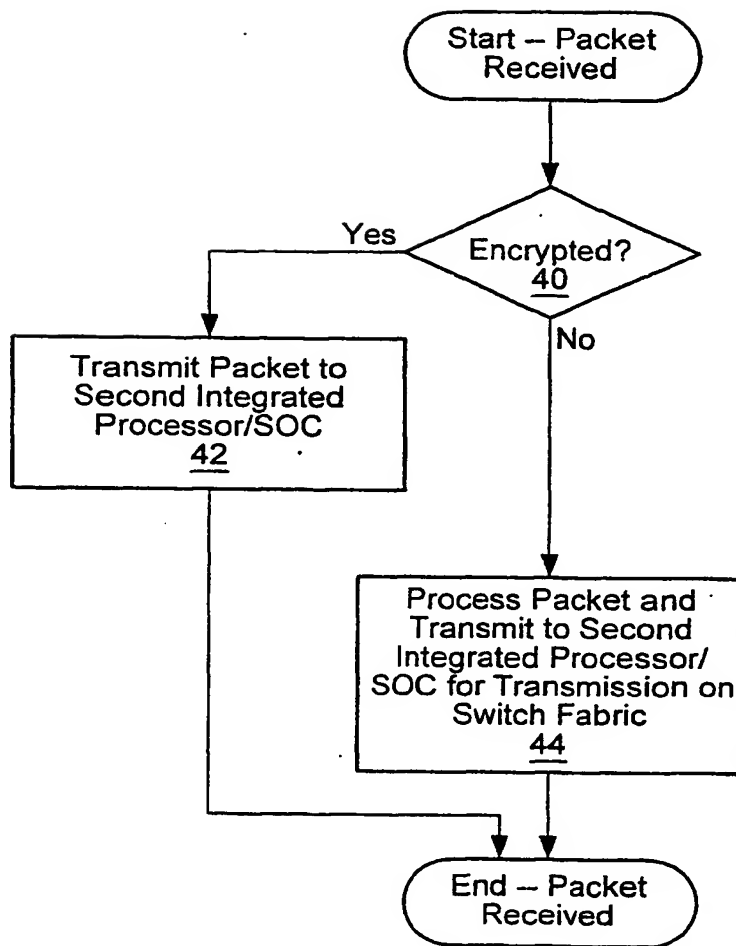 Start – Packet
Received
Encrypted?
40
Yes
No
Transmit Packet to
Second Integrated
Processor/SOC
42
Process Packet and
Transmit to Second
Integrated Processor/
SOC for Transmission on
Switch Fabric
44
End – Packet
Received